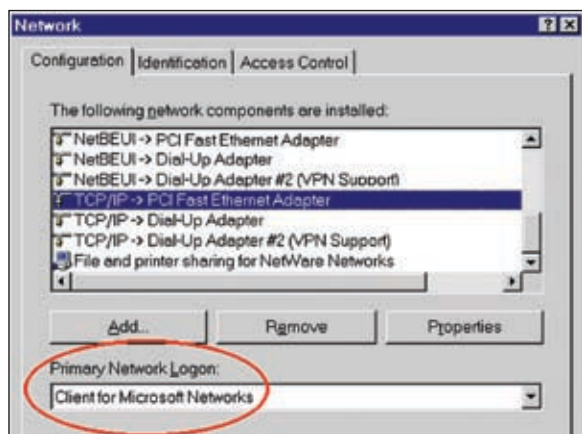 Network
Configuration Identification Access Control
The following network components are installed:
NetBEUI -> PCI Fast Ethernet Adapter
NetBEUI -> Dial-Up Adapter
NetBEUI -> Dial-Up Adapter #2 (VPN Support)
TCP/IP -> PCI Fast Ethernet Adapter
TCP/IP -> Dial-Up Adapter
TCP/IP -> Dial-Up Adapter #2 (VPN Support)
File and printer sharing for NetWare Networks
Add... Remove Properties
Primary Network Logon:
Client for Microsoft Networks